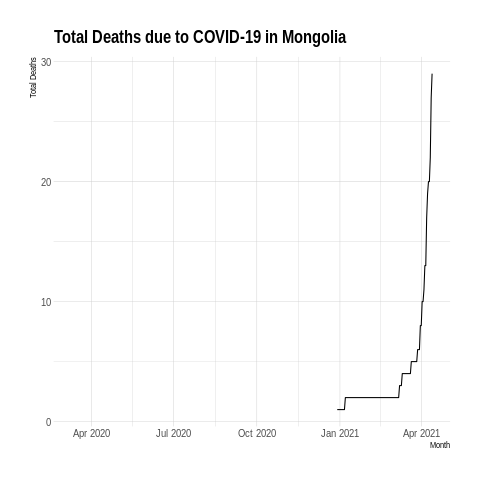 Total Deaths due to COVID-19 in Mongolia
Total Deaths
30
20
10
0
Apr 2020 Jul 2020 Oct 2020 Jan 2021 Apr 2021
Month